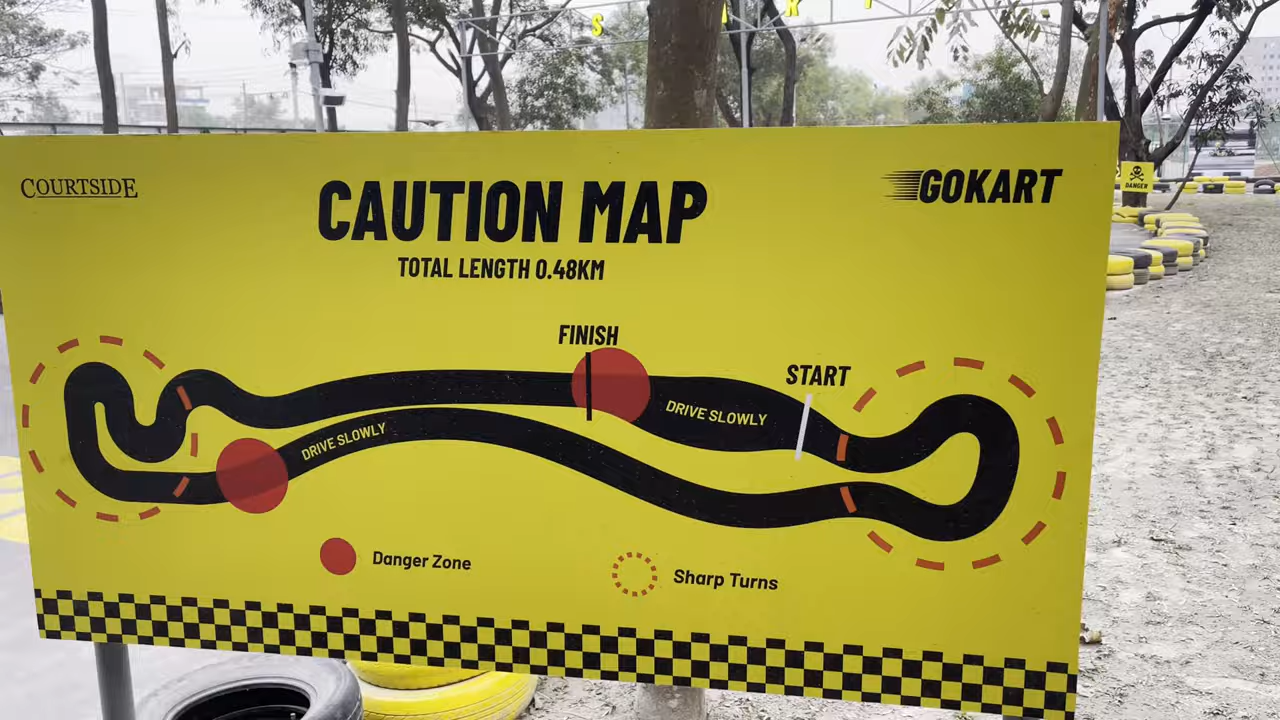 COURTSIDE
CAUTION MAP
GOKART
TOTAL LENGTH 0.48KM
DANGER
FINISH
START
DRIVE SLOWLY
DRIVE SLOWLY
Danger Zone
Sharp Turns